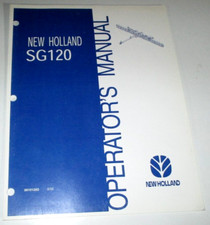 NEW HOLLAND
SG120
OPERATOR'S MANUAL
NEW HOLLAND